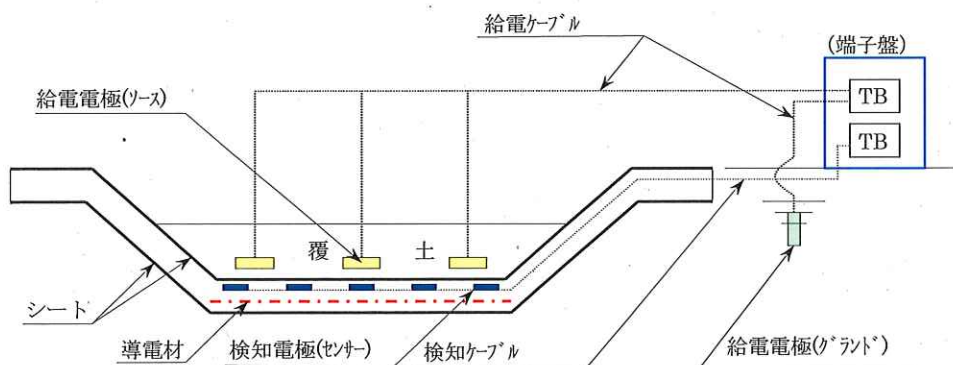 給電ケーブル
(端子盤)
給電電極(ソース)
TB
TB
覆 土
シート
導電材
検知電極(センサー)
検知ケーブル
給電電極(グランド)